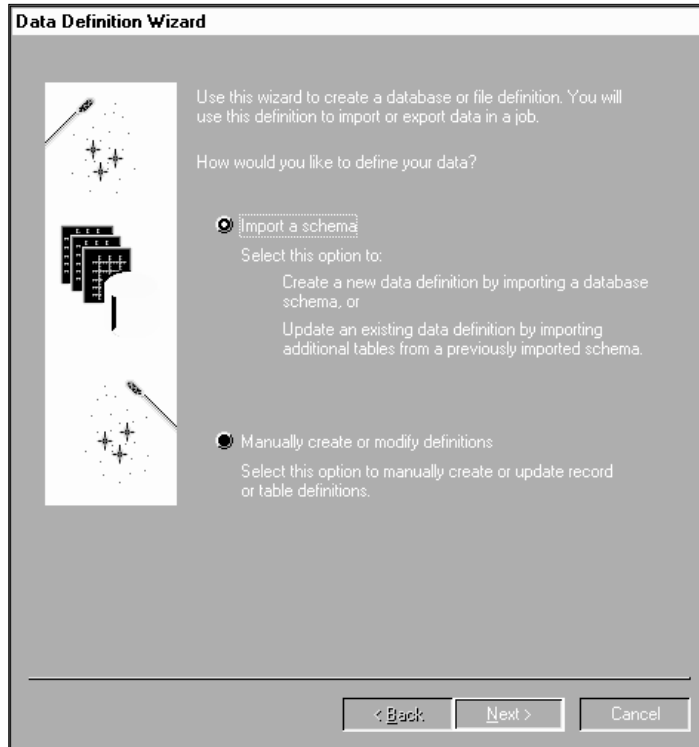 Data Definition Wizard
Use this wizard to create a database or file definition. You will
use this definition to import or export data in a job.
How would you like to define your data?
Import a schema
Select this option to:
Create a new data definition by importing a database
schema, or
Update an existing data definition by importing
additional tables from a previously imported schema.
Manually create or modify definitions
Select this option to manually create or update record
or table definitions.
< Back
Next >
Cancel